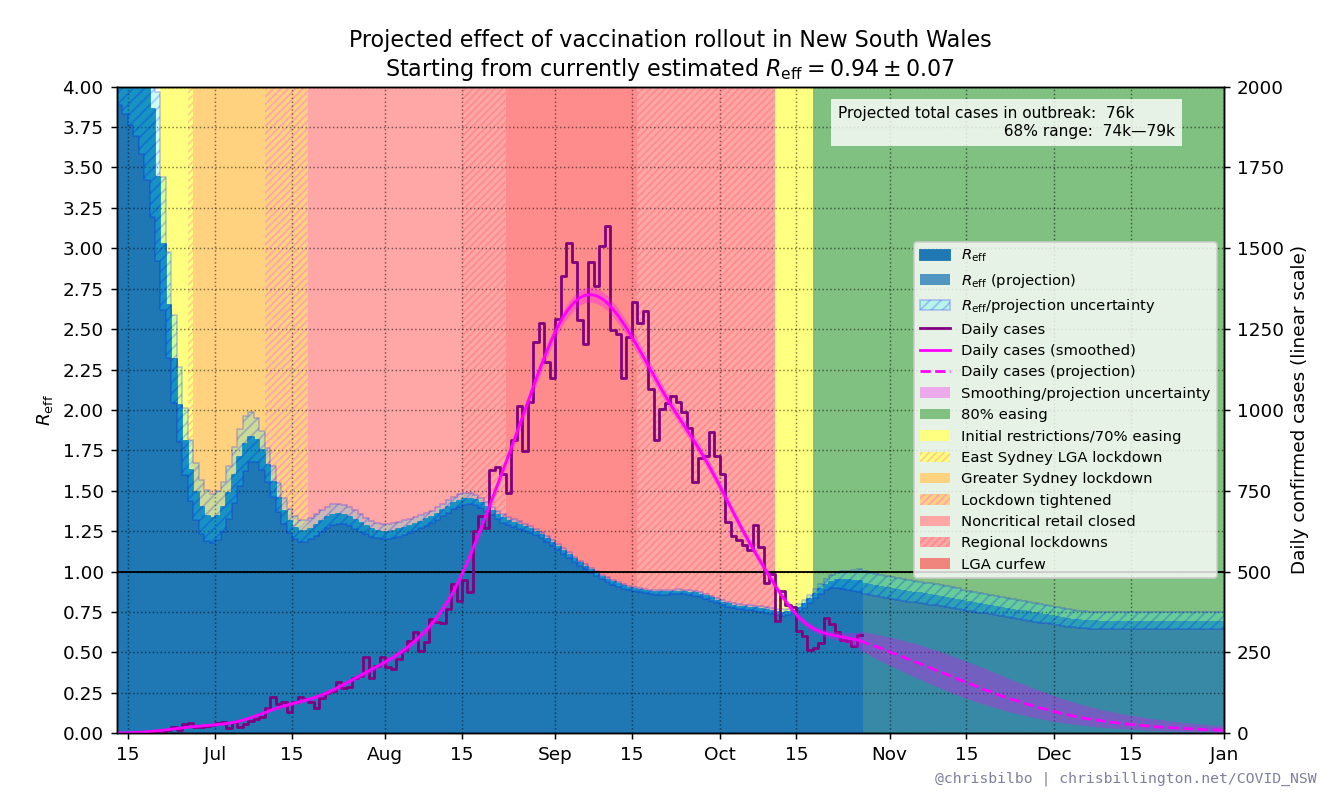 Projected effect of vaccination rollout in New South Wales
Starting from currently estimated R_eff = 0.94 ± 0.07
Projected total cases in outbreak: 76k
68% range: 74k—79k
4.00
3.75
3.50
3.25
3.00
2.75
2.50
2.25
2.00
1.75
1.50
1.25
1.00
0.75
0.50
0.25
0.00
R_eff
2000
1750
1500
1250
1000
750
500
250
0
Daily confirmed cases (linear scale)
R_eff
R_eff (projection)
R_eff/projection uncertainty
Daily cases
Daily cases (smoothed)
Daily cases (projection)
Smoothing/projection uncertainty
80% easing
Initial restrictions/70% easing
East Sydney LGA lockdown
Greater Sydney lockdown
Lockdown tightened
Noncritical retail closed
Regional lockdowns
LGA curfew
15 Jul 15 Aug 15 Sep 15 Oct 15 Nov 15 Dec 15 Jan
@chrisbilbo | chrisbillington.net/COVID_NSW